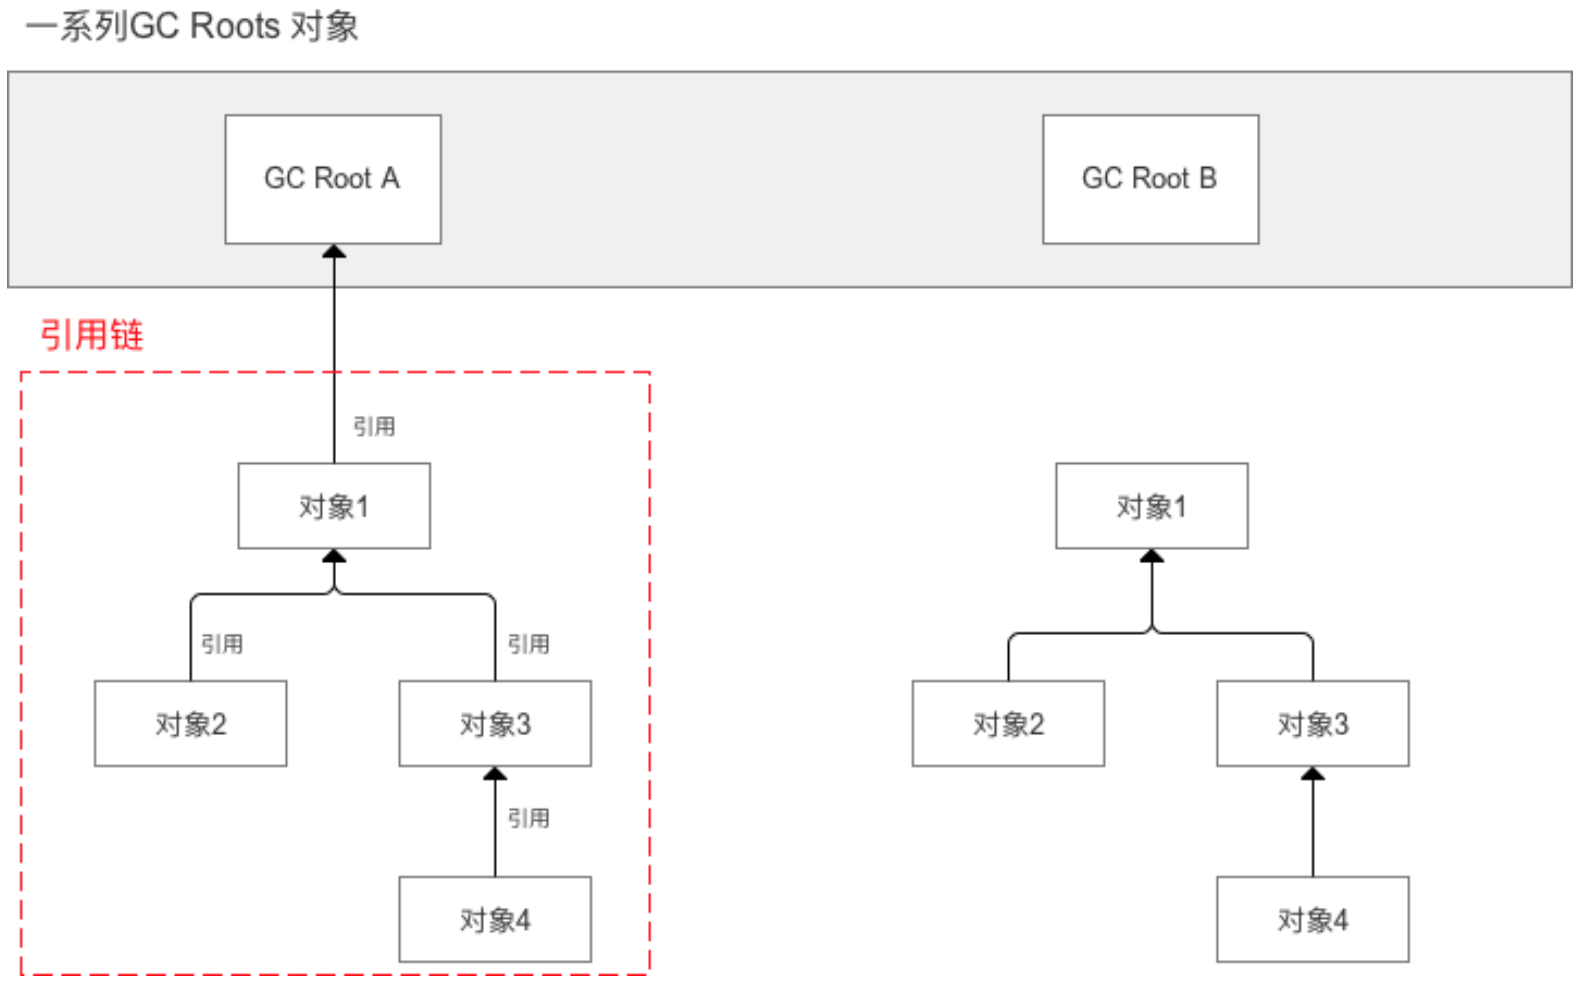 一系列GC Roots 对象
GC Root A
GC Root B
引用链
引用
对象1
对象1
引用
引用
对象2
对象3
对象2
对象3
引用
对象4
对象4